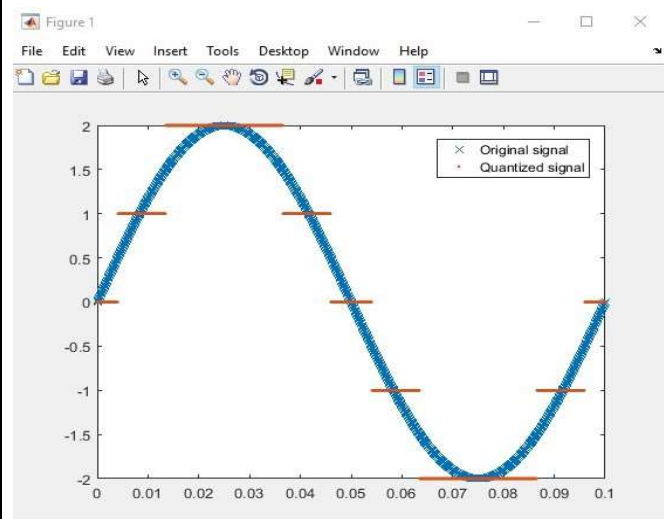 Figure 1
File Edit View Insert Tools Desktop Window Help
Original signal
Quantized signal
2
1.5
1
0.5
0
-0.5
-1
-1.5
-2
0 0.01 0.02 0.03 0.04 0.05 0.06 0.07 0.08 0.09 0.1